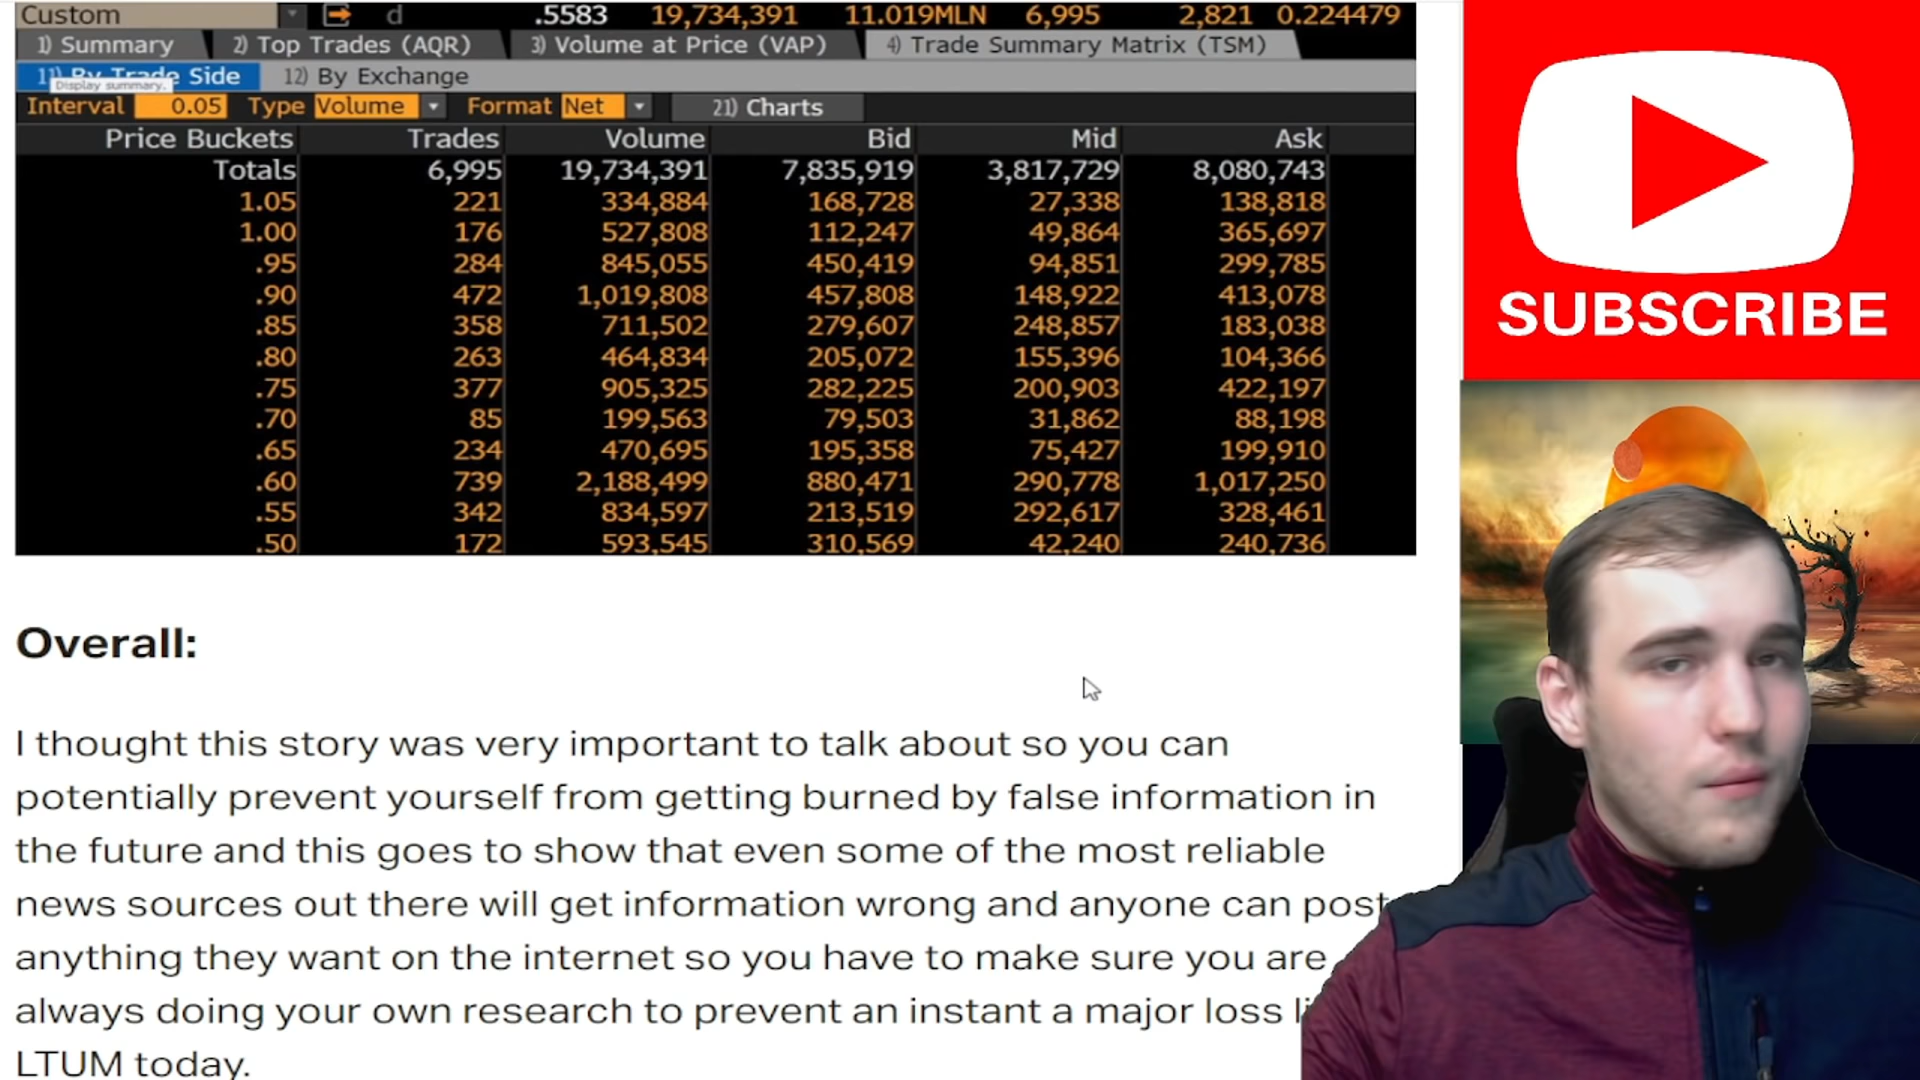 Custom d .5583 19,734,391 11.019MLN 6,995 2,821 0.224479
1) Summary 2) Top Trades (AQR) 3) Volume at Price (VAP) 4) Trade Summary Matrix (TSM)
11) By Trade Side 12) By Exchange
Display summary.
Interval 0.05 Type Volume Format Net 21) Charts
Price Buckets Trades Volume Bid Mid Ask
Totals 6,995 19,734,391 7,835,919 3,817,729 8,080,743
1.05 221 334,884 168,728 27,338 138,818
1.00 176 527,808 112,247 49,864 365,697
.95 284 845,055 450,419 94,851 299,785
.90 472 1,019,808 457,808 148,922 413,078
.85 358 711,502 279,607 248,857 183,038
.80 263 464,834 205,072 155,396 104,366
.75 377 905,325 282,225 200,903 422,197
.70 85 199,563 79,503 31,862 88,198
.65 234 470,695 195,358 75,427 199,910
.60 739 2,188,499 880,471 290,778 1,017,250
.55 342 834,597 213,519 292,617 328,461
.50 172 593,545 310,569 42,240 240,736
SUBSCRIBE
Overall:
I thought this story was very important to talk about so you can
potentially prevent yourself from getting burned by false information in
the future and this goes to show that even some of the most reliable
news sources out there will get information wrong and anyone can post
anything they want on the internet so you have to make sure you are
always doing your own research to prevent an instant a major loss
LTUM today.